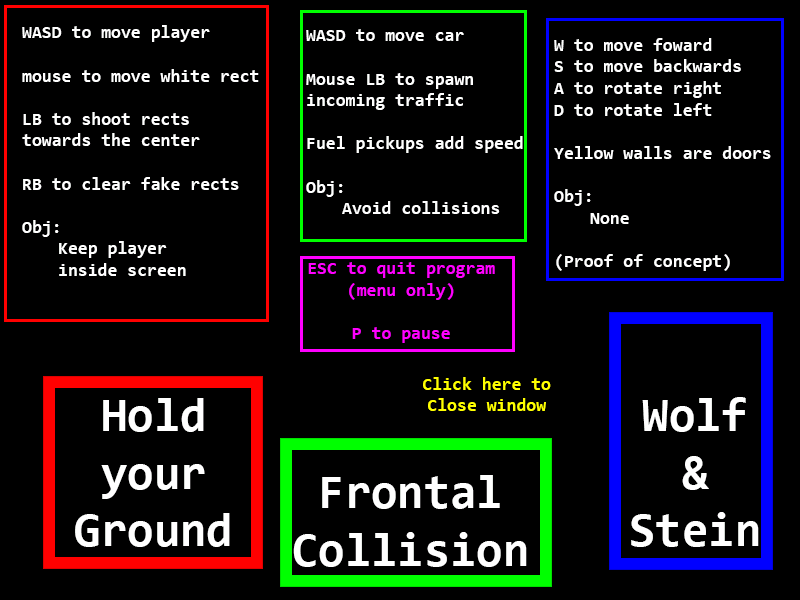 WASD to move player
mouse to move white rect
LB to shoot rects
towards the center
RB to clear fake rects
Obj:
Keep player
inside screen
WASD to move car
Mouse LB to spawn
incoming traffic
Fuel pickups add speed
Obj:
Avoid collisions
W to move foward
S to move backwards
A to rotate right
D to rotate left
Yellow walls are doors
Obj:
None
(Proof of concept)
ESC to quit program
(menu only)
P to pause
Click here to
Close window
Hold
your
Ground
Frontal
Collision
Wolf
&
Stein